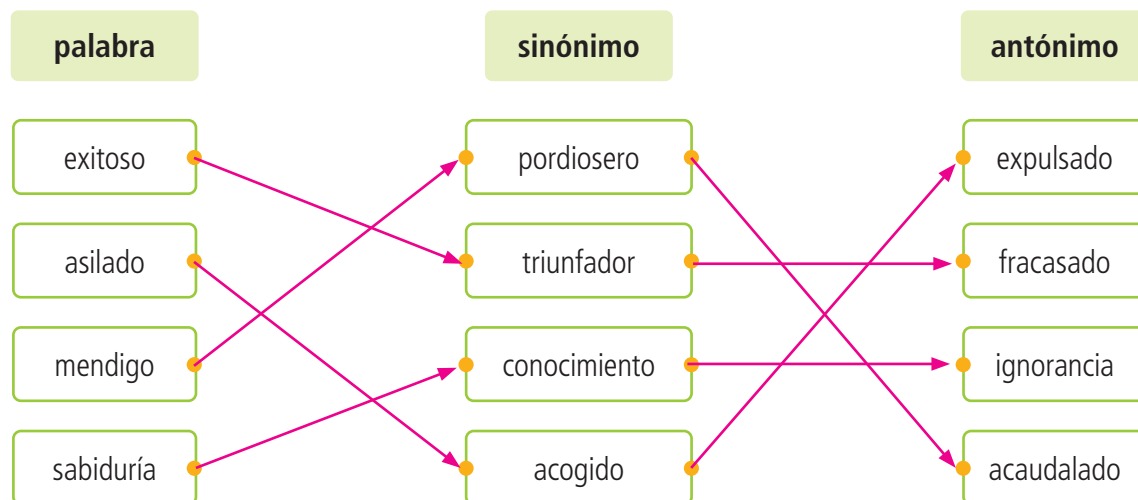 palabra sinónimo antónimo
exitoso pordiosero expulsado
asilado triunfador fracasado
mendigo conocimiento ignorancia
sabiduría acogido acaudalado